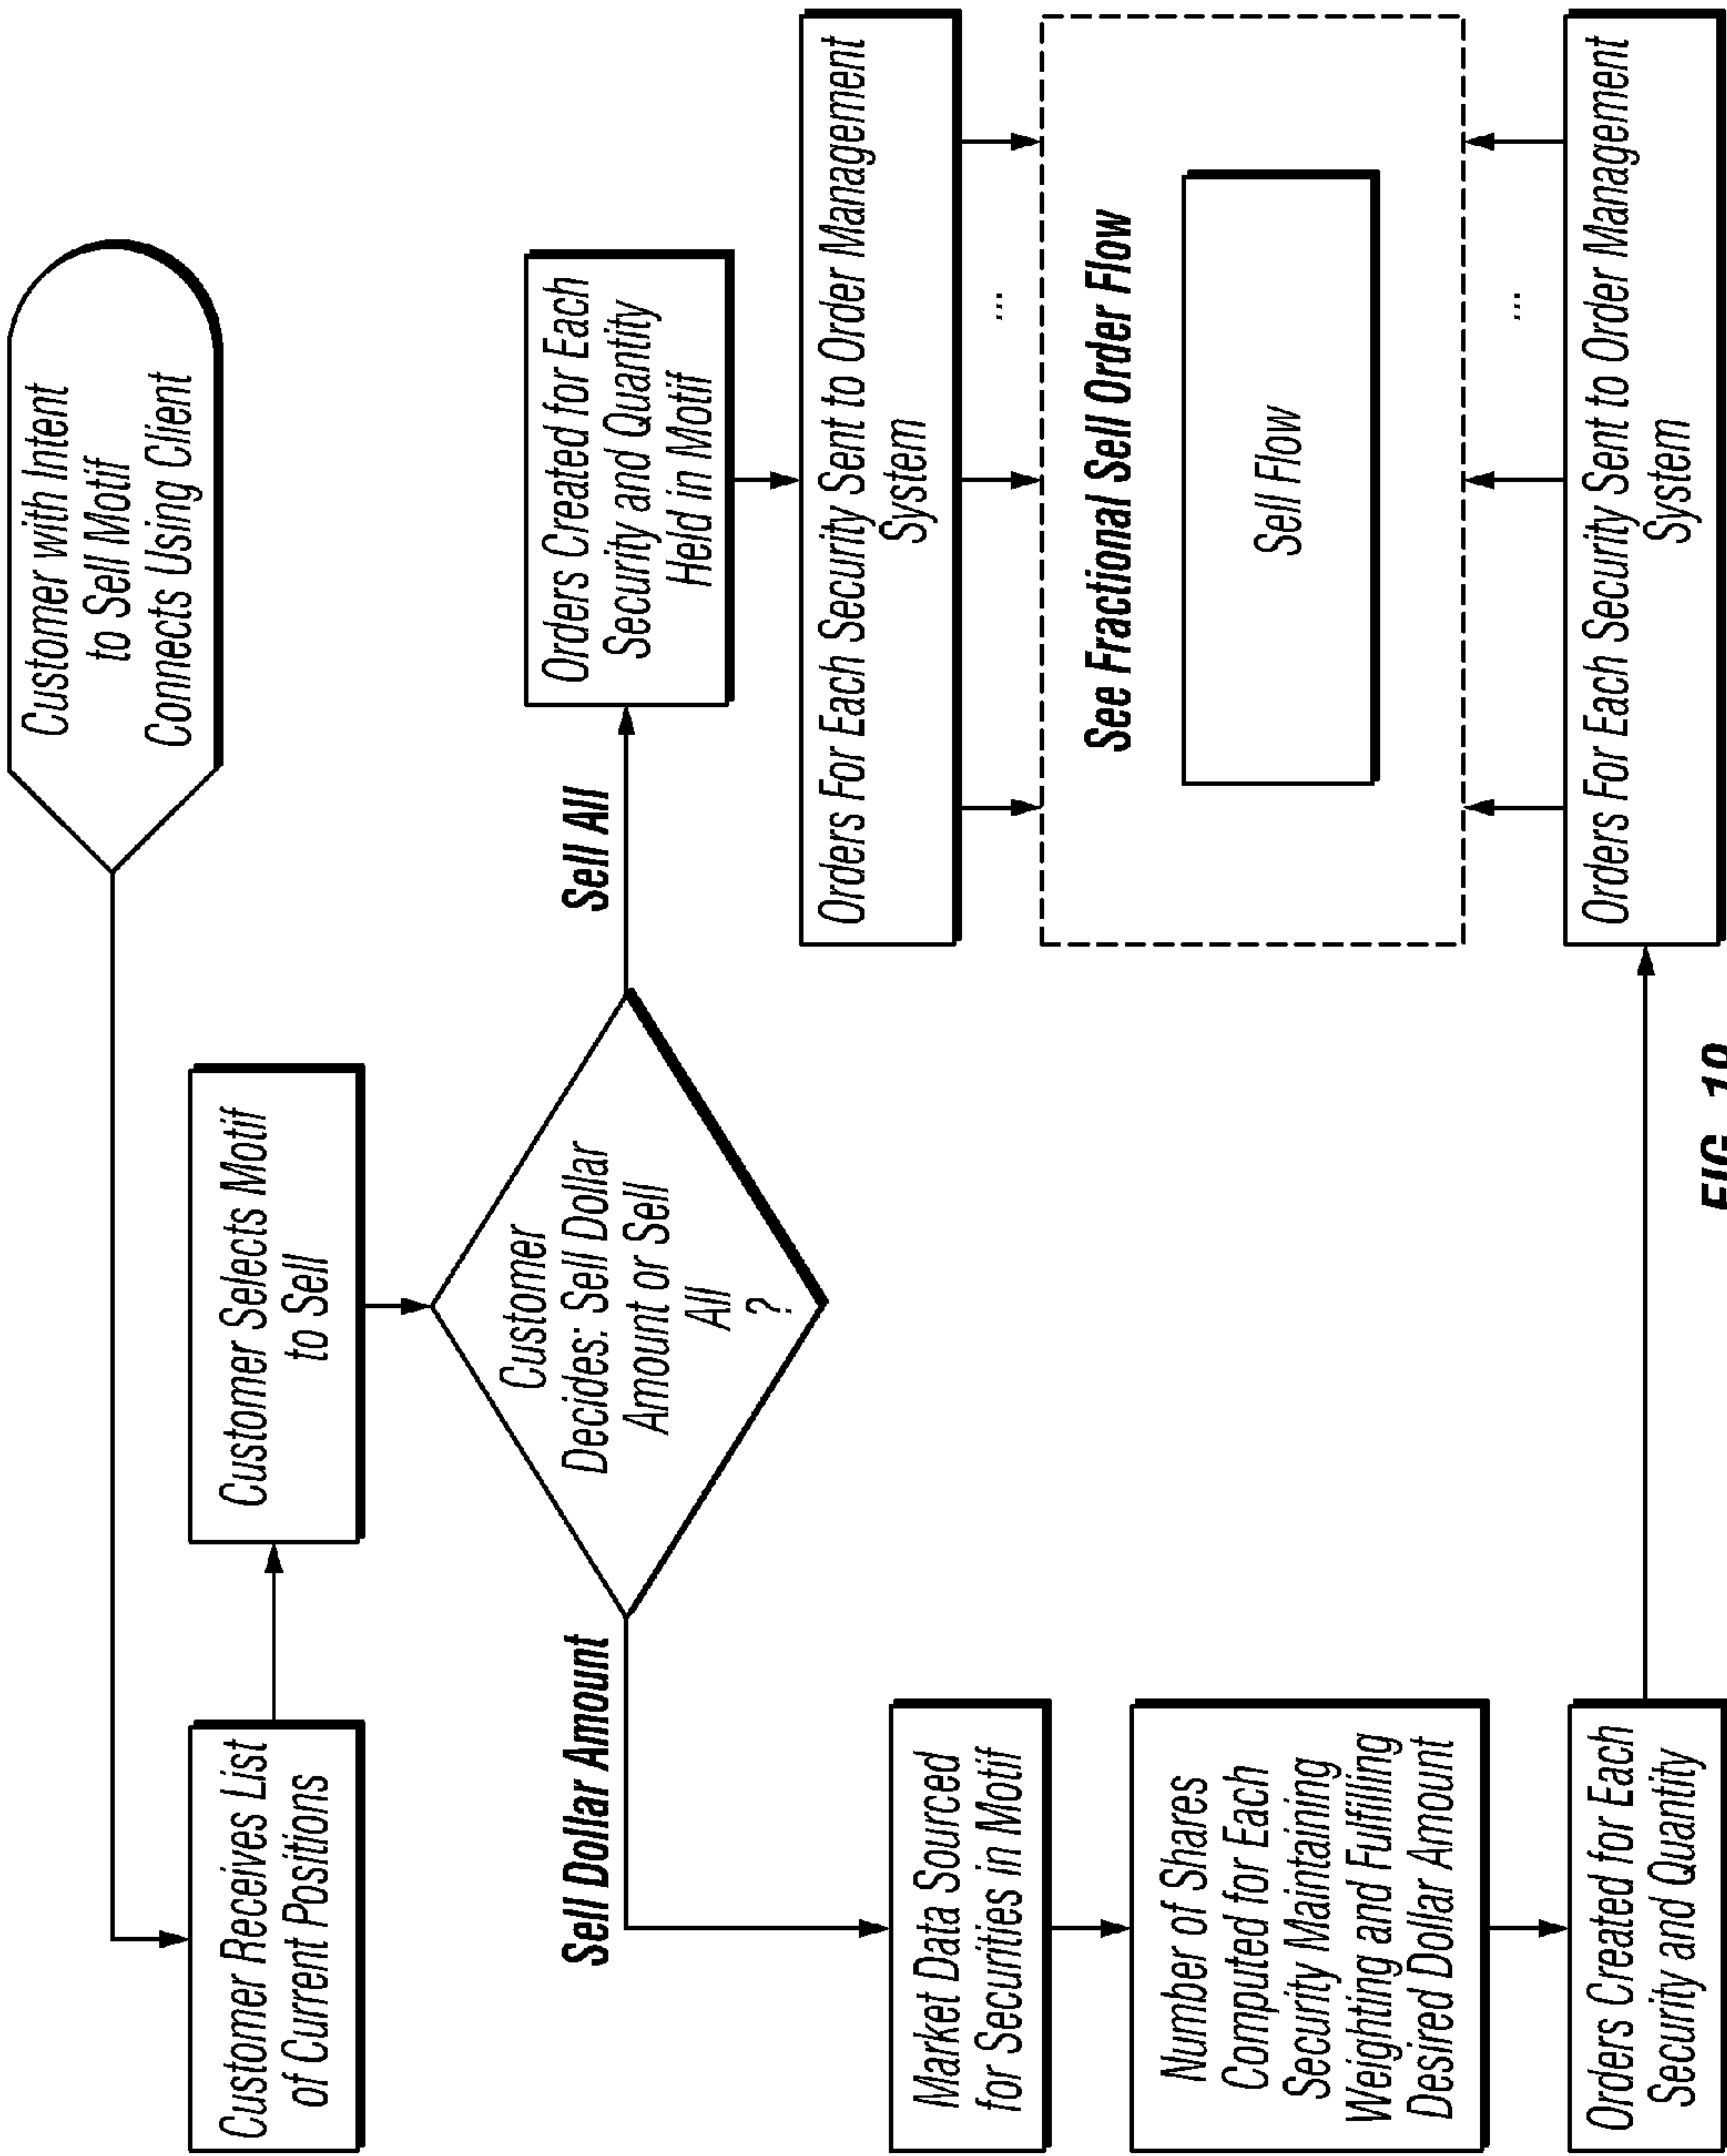 Customer with Intent
to Sell Motif
Connects Using Client
Customer Receives List
of Current Positions
Customer Selects Motif
to Sell
Customer
Decides: Sell Dollar
Amount or Sell
All
?
Sell Dollar Amount
Sell All
Orders Created for Each
Security and Quantity
Held in Motif
Orders For Each Security Sent to Order Management
System
...
See Fractional Sell Order Flow
Sell Flow
Market Data Sourced
for Securities in Motif
Number of Shares
Computed for Each
Security Maintaining
Weighting and Fulfilling
Desired Dollar Amount
Orders Created for Each
Security and Quantity
...
Orders For Each Security Sent to Order Management
System
FIG.